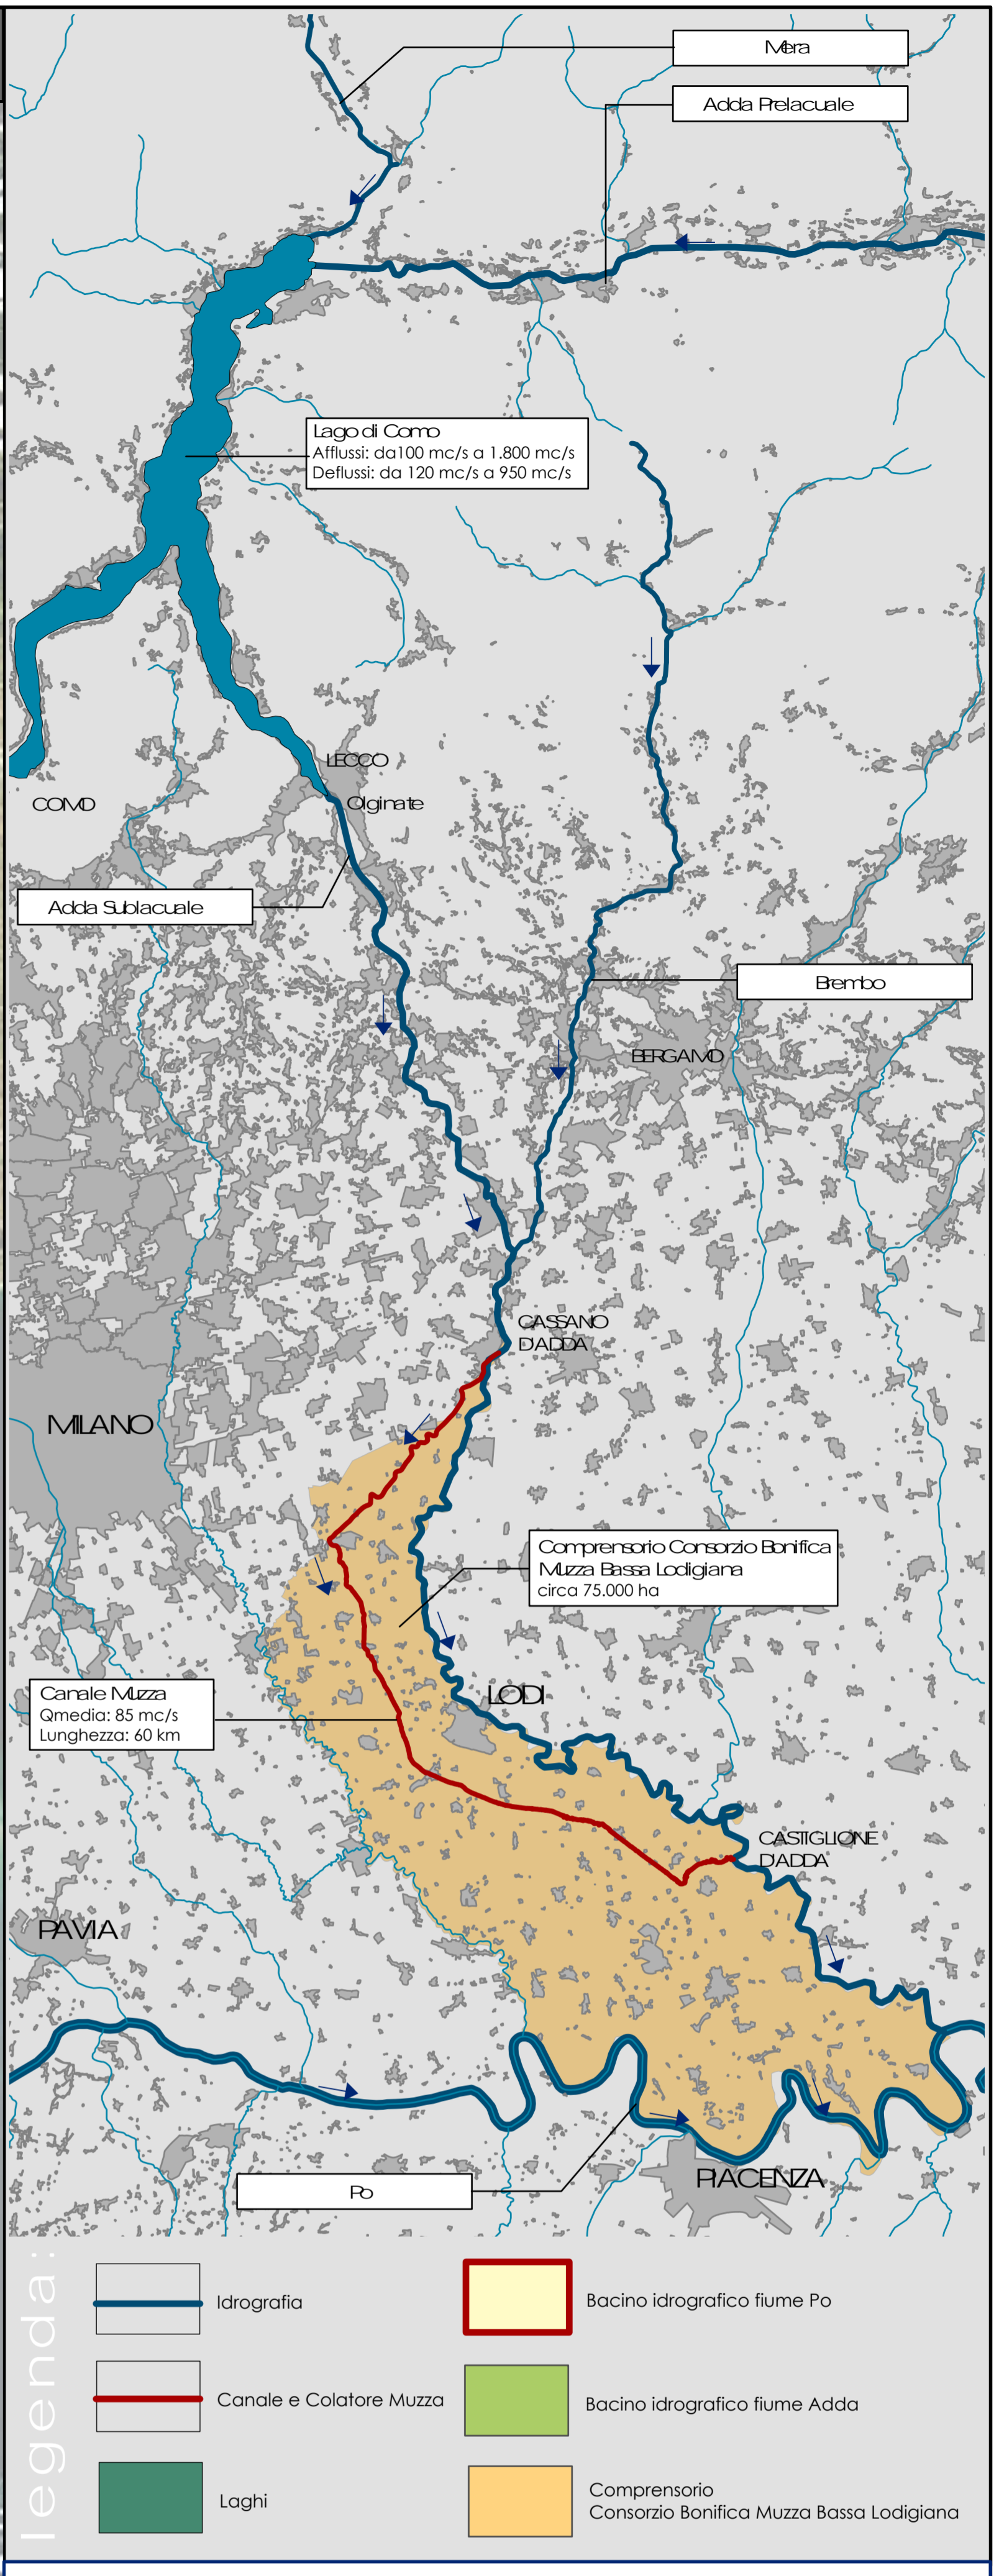 Mera
Adda Prelacuale
Lago di Como
Afflussi: da100 mc/s a 1.800 mc/s
Deflussi: da 120 mc/s a 950 mc/s
LECCO
COMO
Olginate
Adda Sublacuale
Brembo
BERGAMO
CASSANO
D'ADDA
MILANO
Comprensorio Consorzio Bonifica
Muzza Bassa Lodigiana
circa 75.000 ha
Canale Muzza
Qmedia: 85 mc/s
Lunghezza: 60 km
LODI
CASTIGLIONE
D'ADDA
PAVIA
Po
PIACENZA
legenda:
Idrografia
Canale e Colatore Muzza
Laghi
Bacino idrografico fiume Po
Bacino idrografico fiume Adda
Comprensorio
Consorzio Bonifica Muzza Bassa Lodigiana